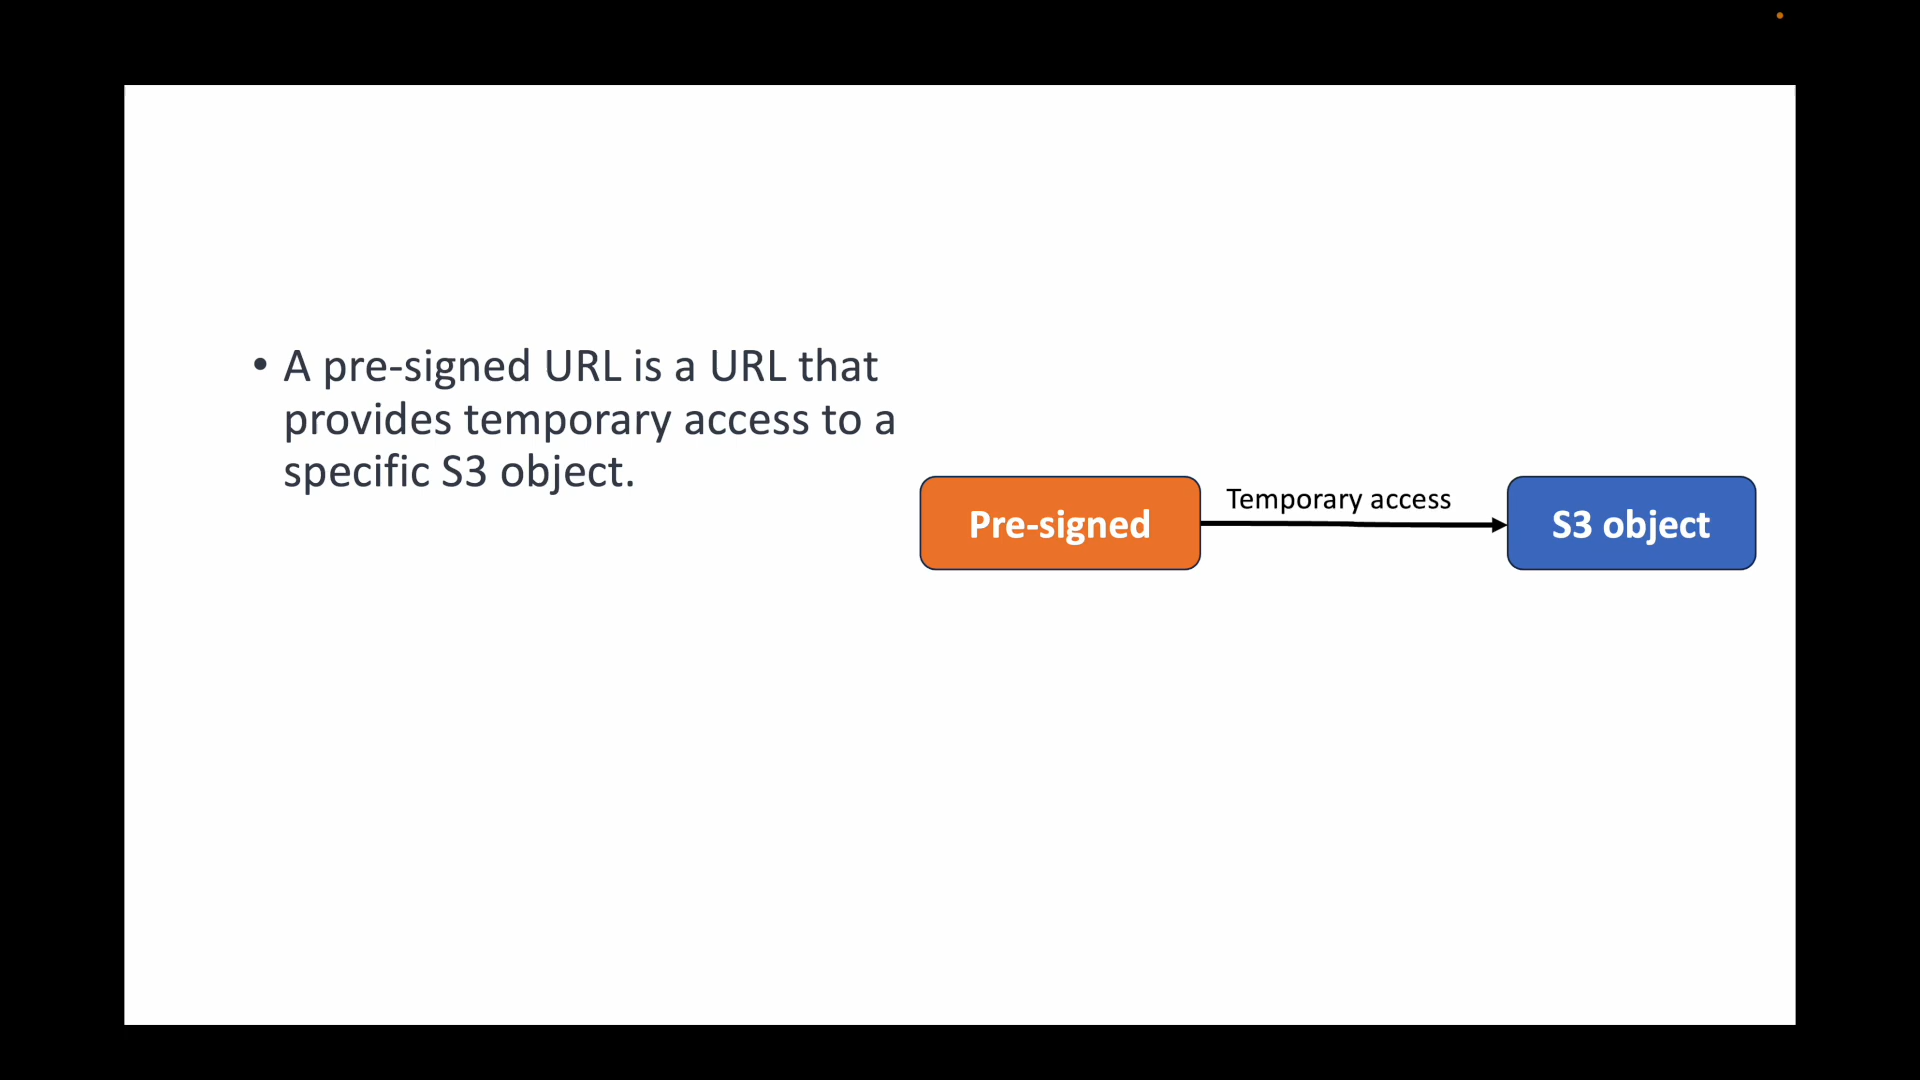 • A pre-signed URL is a URL that
provides temporary access to a
specific S3 object.
Pre-signed
Temporary access
S3 object